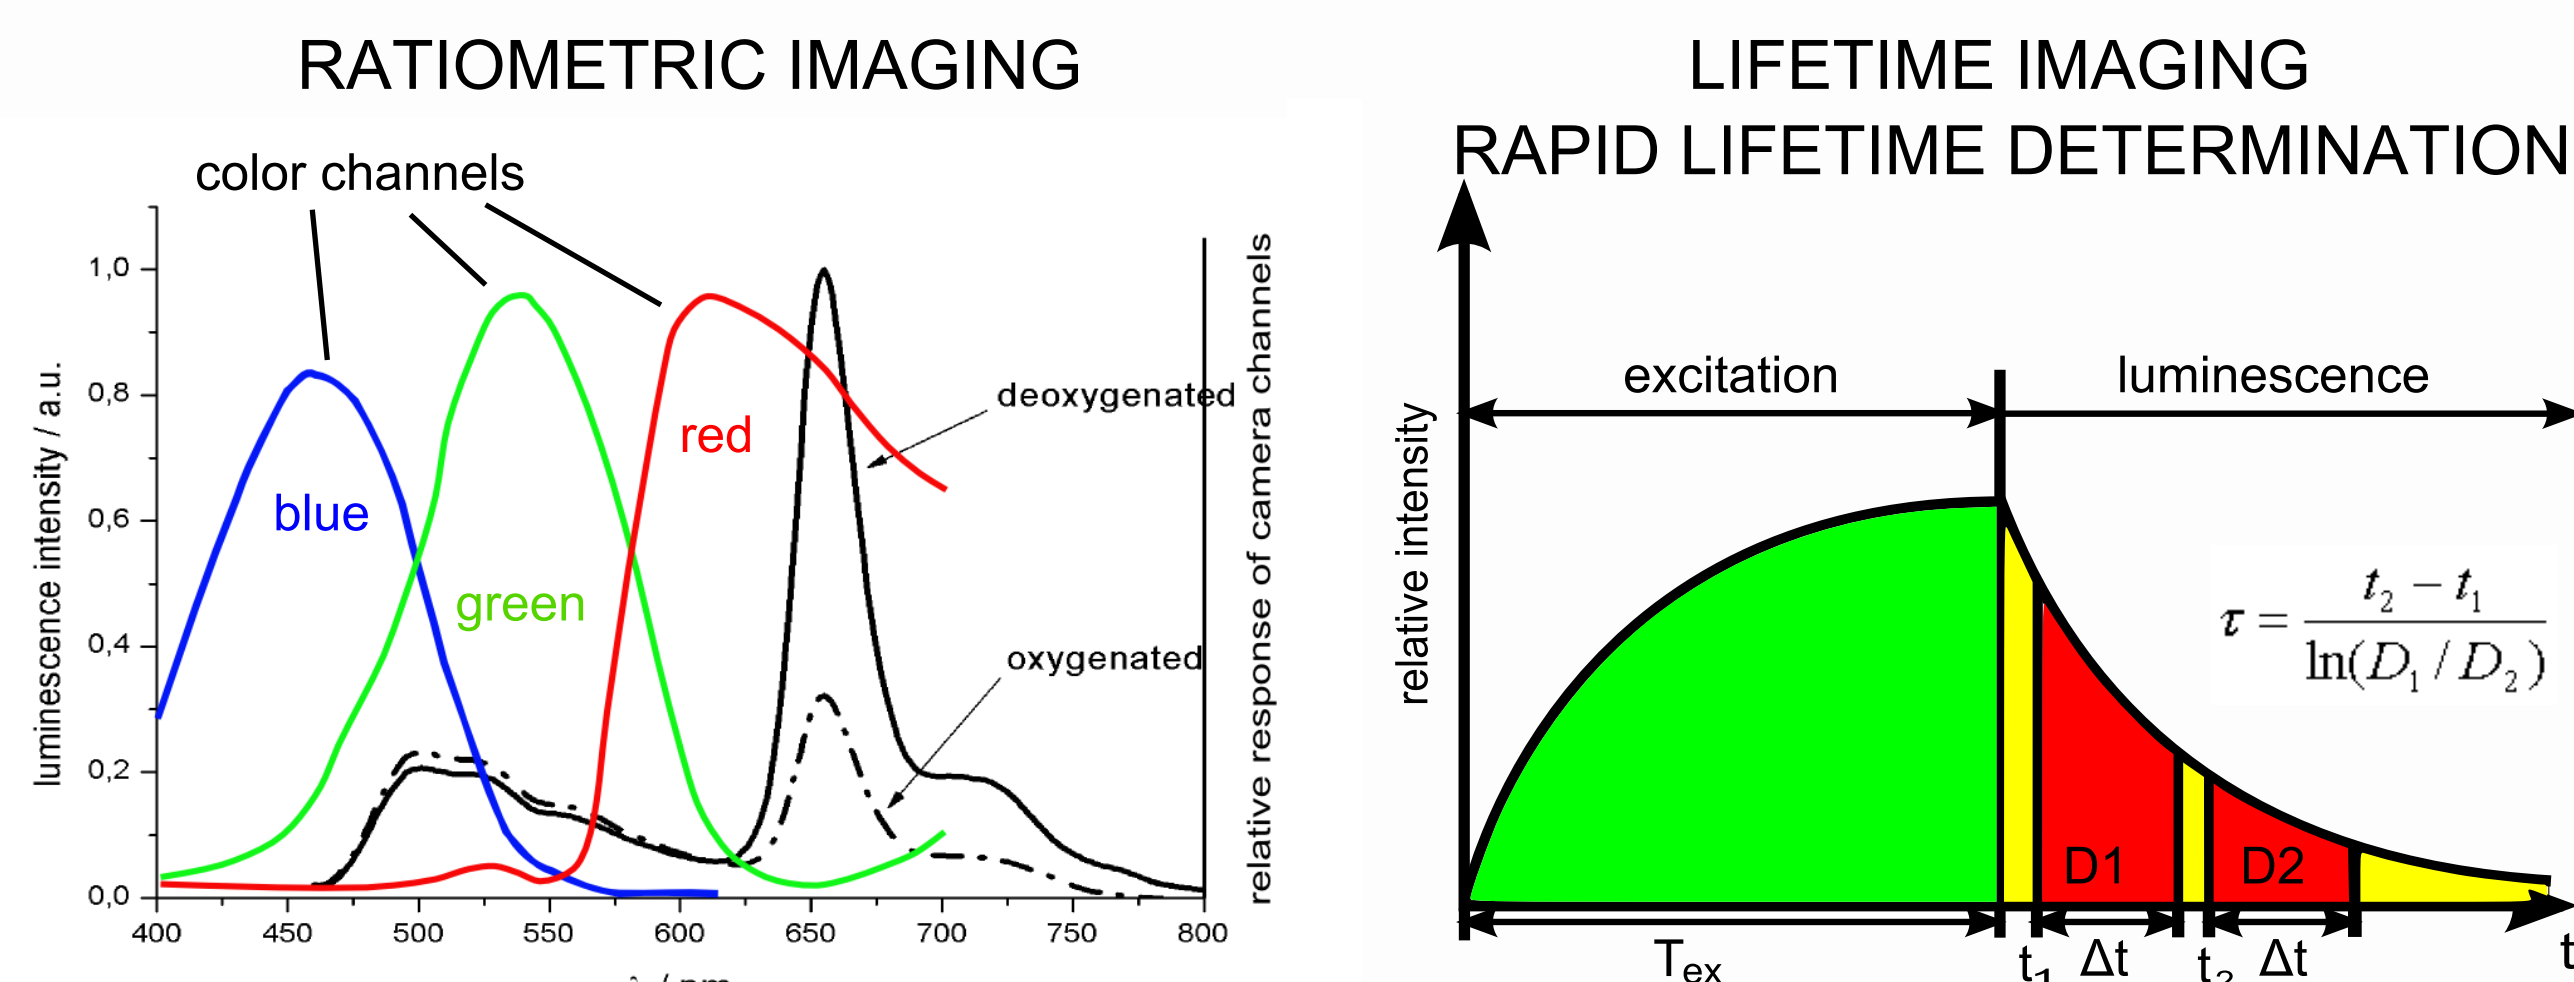 RATIOMETRIC IMAGING
color channels
luminescence intensity / a.u.
1,0
0,8
0,6
0,4
0,2
0,0
400 450 500 550 600 650 700 750 800
blue
green
red
deoxygenated
oxygenated
relative response of camera channels
LIFETIME IMAGING
RAPID LIFETIME DETERMINATION
relative intensity
excitation
luminescence
τ = t₂ − t₁ / ln(D₁ / D₂)
D1
D2
Tex
t₁ Δt t₂ Δt
t